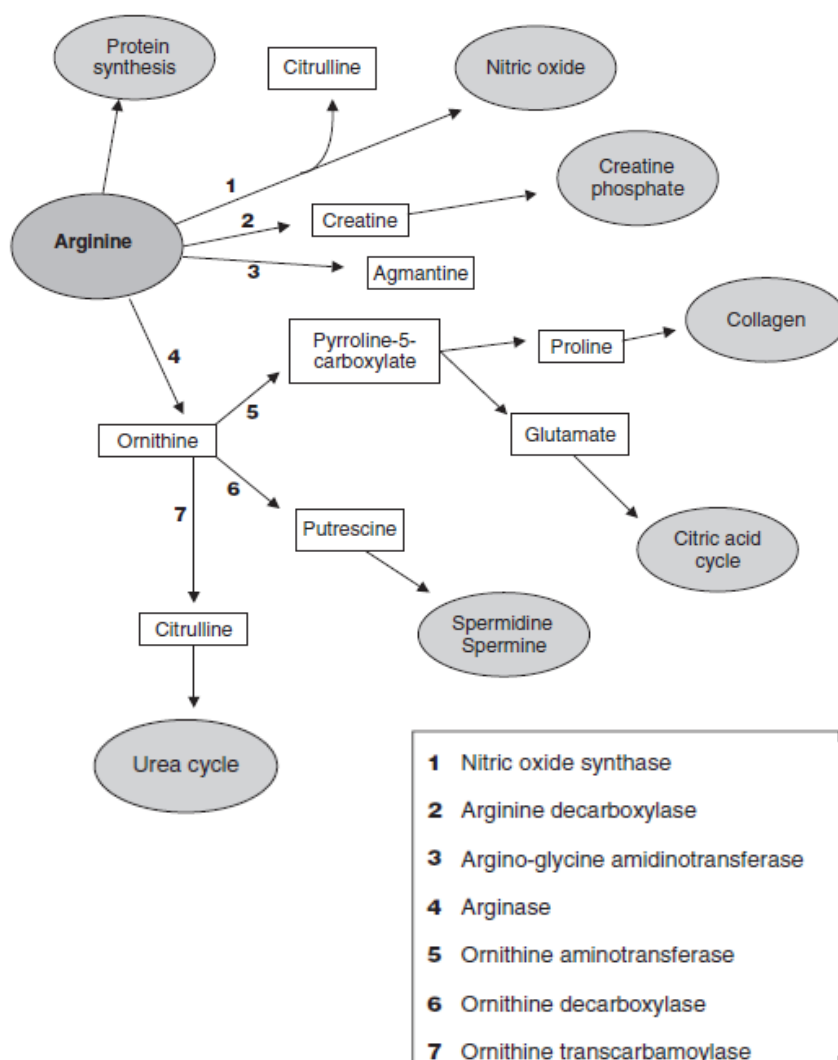 Protein
synthesis
Citrulline
Nitric oxide
1
Creatine
phosphate
Arginine
2
Creatine
3
Agmantine
4
Pyrroline-5-
carboxylate
Proline
Collagen
5
Ornithine
Glutamate
6
7
Putrescine
Citric acid
cycle
Citrulline
Spermidine
Spermine
Urea cycle
1 Nitric oxide synthase
2 Arginine decarboxylase
3 Argino-glycine amidinotransferase
4 Arginase
5 Ornithine aminotransferase
6 Ornithine decarboxylase
7 Ornithine transcarbamoylase